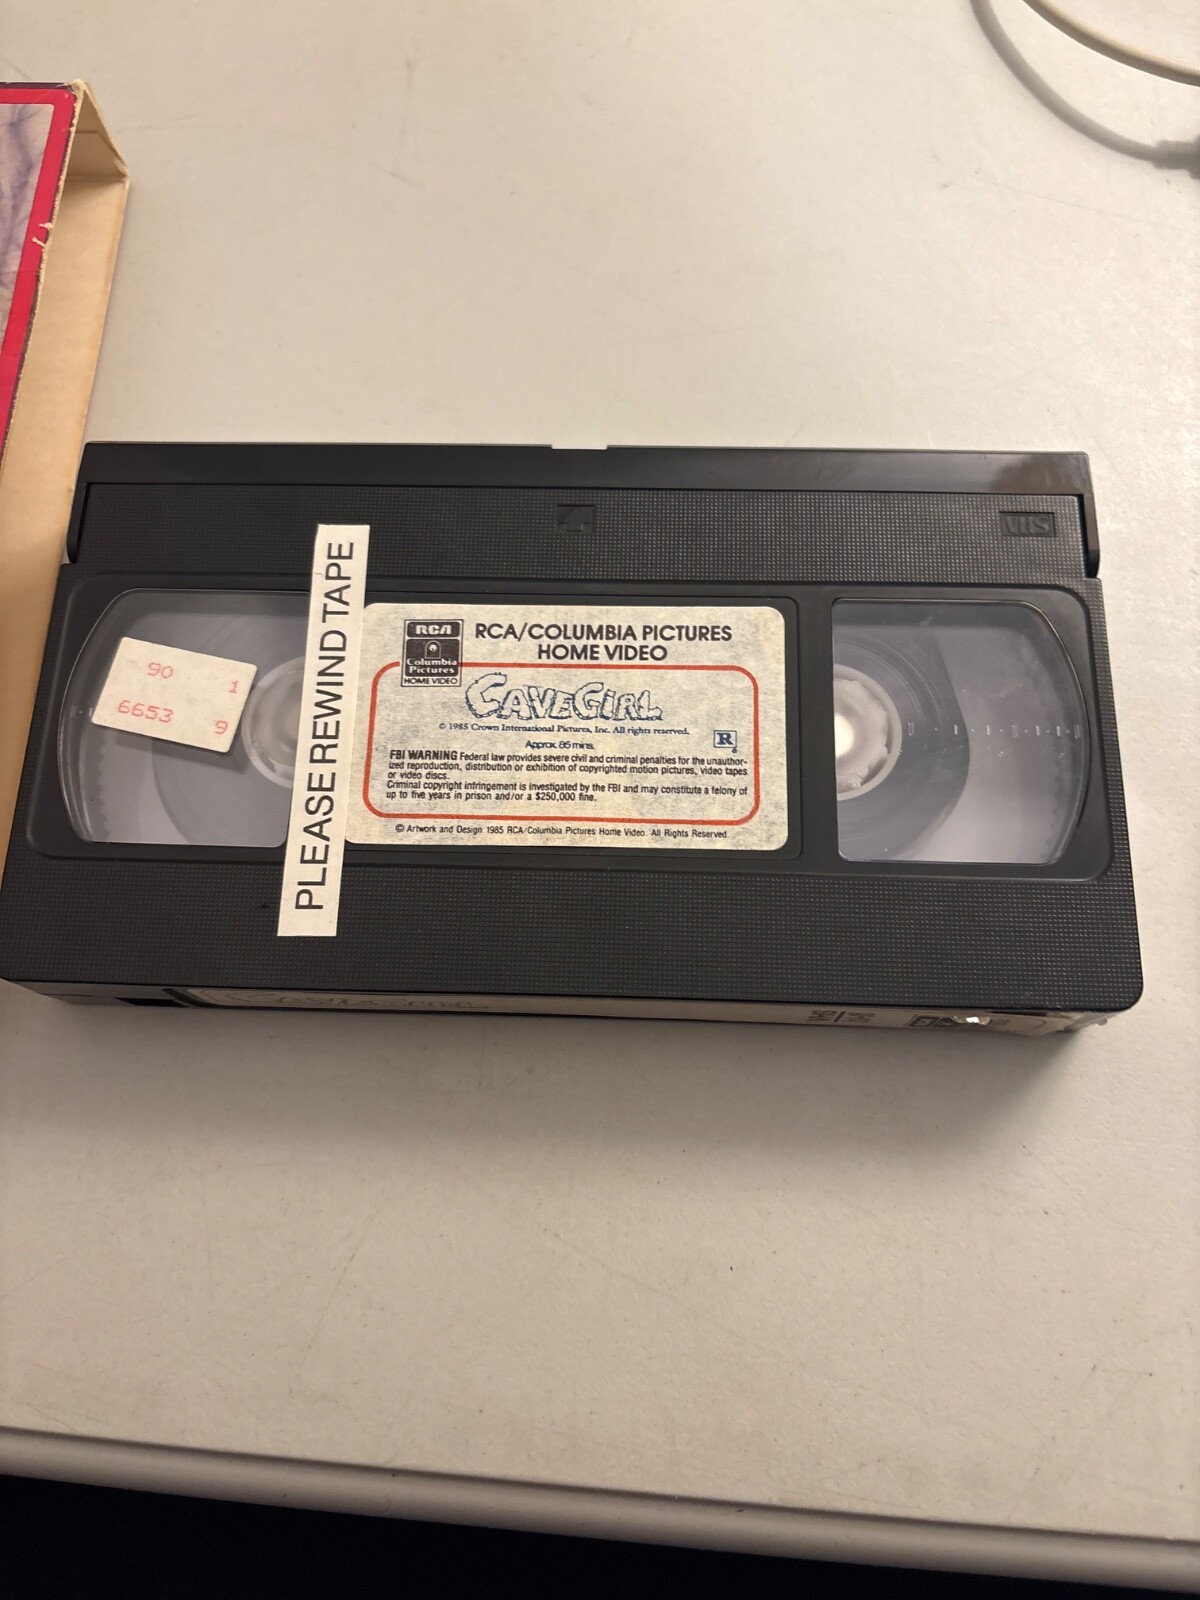 VHS
PLEASE REWIND TAPE
90 1
6653 9
RCA
Columbia
Pictures
HOME VIDEO
RCA/COLUMBIA PICTURES
HOME VIDEO
CAVEGIRL
© 1985 Crown International Pictures, Inc. All rights reserved.
Approx. 85 mins.
R
FBI WARNING Federal law provides severe civil and criminal penalties for the unauthor-
ized reproduction, distribution or exhibition of copyrighted motion pictures, video tapes
or video discs.
Criminal copyright infringement is investigated by the FBI and may constitute a felony of
up to five years in prison and/or a $250,000 fine.
© Artwork and Design 1985 RCA/Columbia Pictures Home Video. All Rights Reserved.